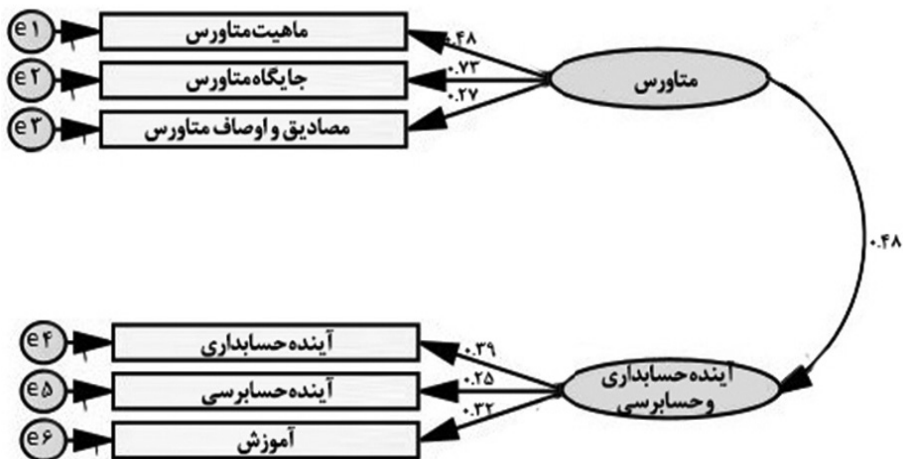 e۱
ماهیت متاورس
۰.۴۸
e۲
جایگاه متاورس
۰.۷۳
متاورس
e۳
مصادیق و اوصاف متاورس
۰.۲۷
۰.۴۸
e۴
آینده حسابداری
۰.۳۹
e۵
آینده حسابرسی
۰.۲۵
آینده حسابداری
و حسابرسی
e۶
آموزش
۰.۳۲